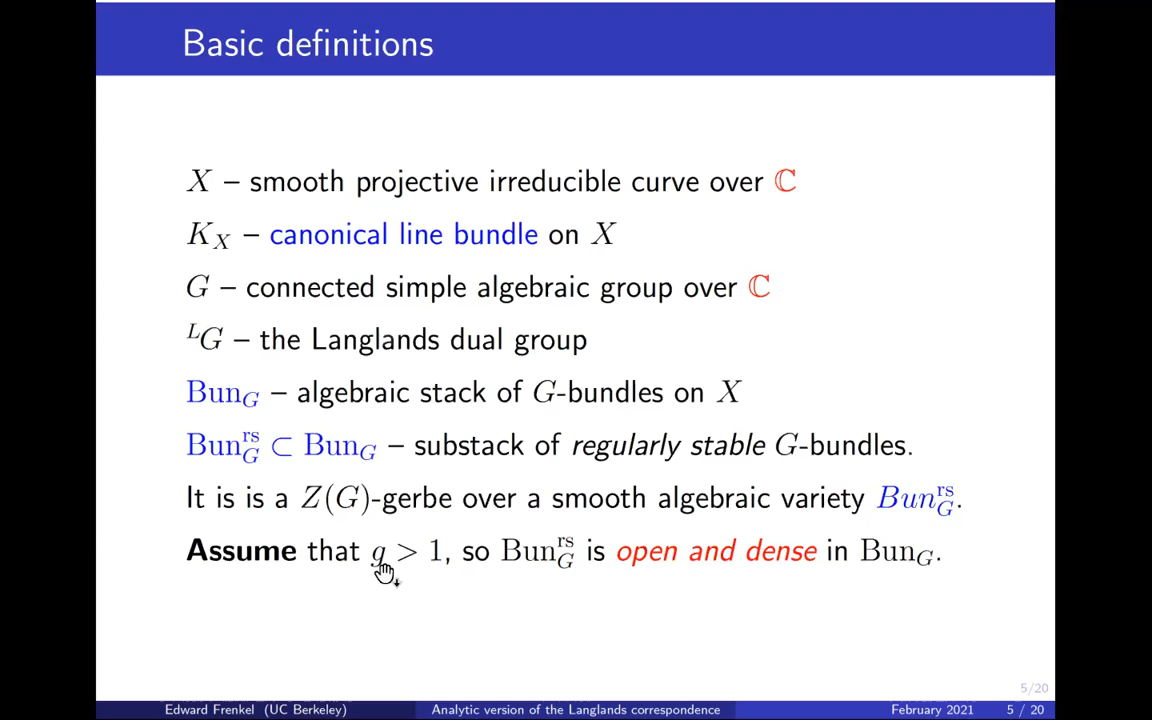 Basic definitions
X – smooth projective irreducible curve over ℂ
K_X – canonical line bundle on X
G – connected simple algebraic group over ℂ
^LG – the Langlands dual group
Bun_G – algebraic stack of G-bundles on X
Bun_G^rs ⊂ Bun_G – substack of regularly stable G-bundles.
It is is a Z(G)-gerbe over a smooth algebraic variety Bun_G^rs.
Assume that g > 1, so Bun_G^rs is open and dense in Bun_G.
5/20
Edward Frenkel (UC Berkeley) Analytic version of the Langlands correspondence February 2021 5 / 20